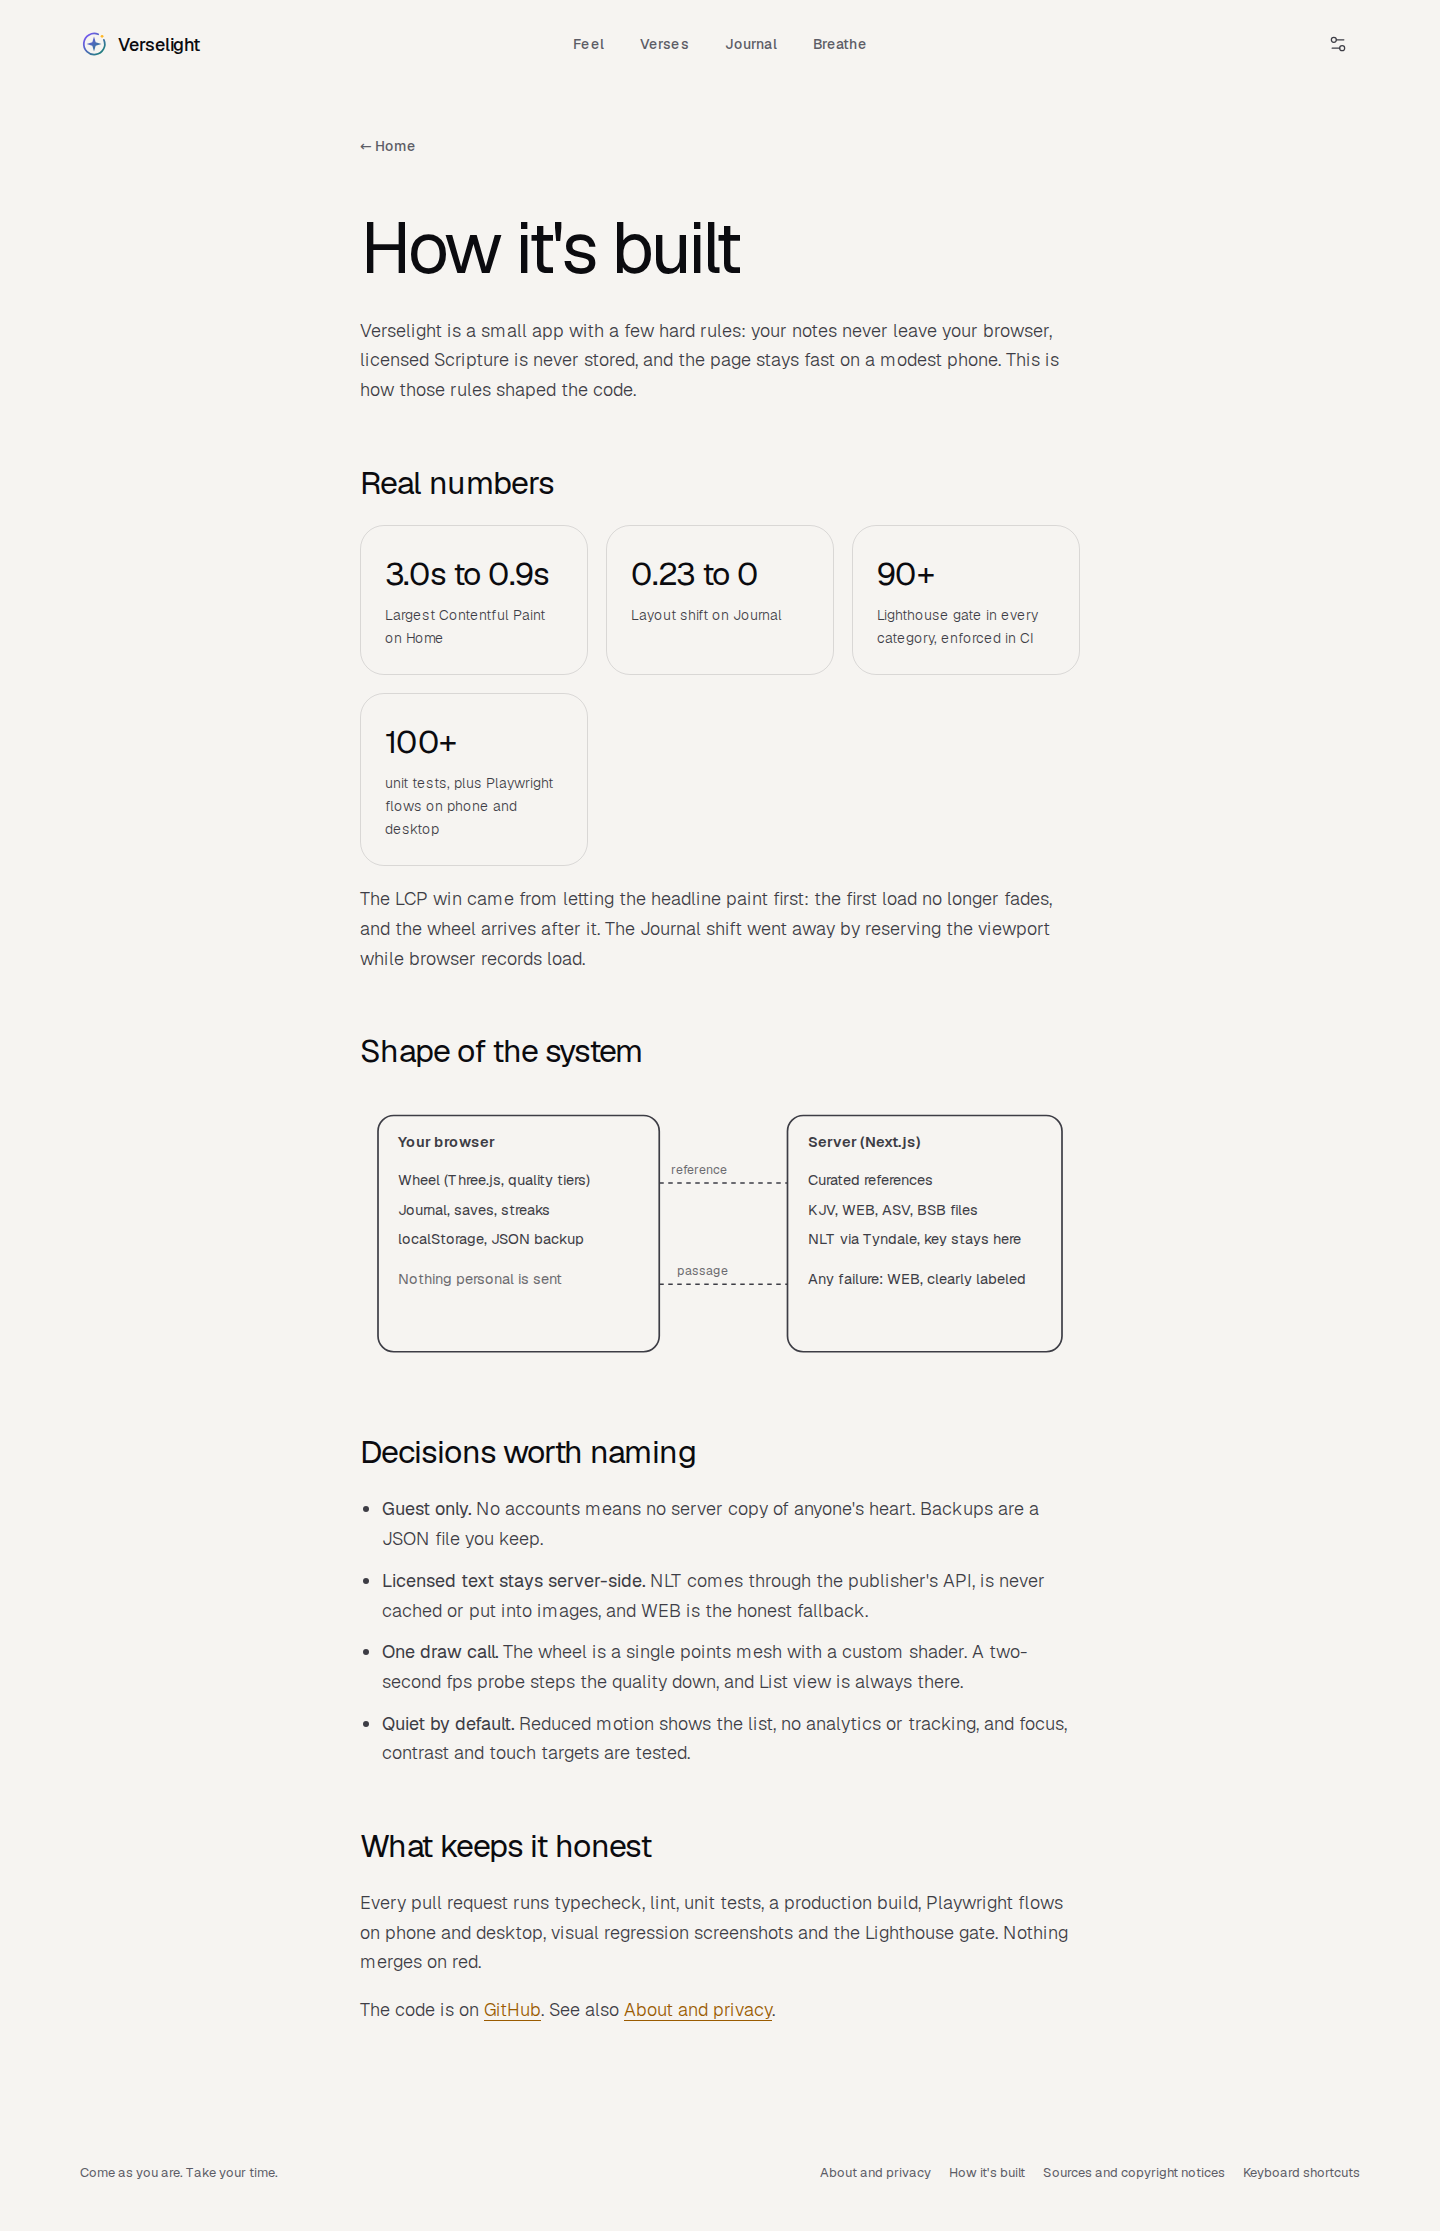 Verselight
Feel
Verses
Journal
Breathe
← Home
How it's built
Verselight is a small app with a few hard rules: your notes never leave your browser,
licensed Scripture is never stored, and the page stays fast on a modest phone. This is
how those rules shaped the code.
Real numbers
3.0s to 0.9s
Largest Contentful Paint
on Home
0.23 to 0
Layout shift on Journal
90+
Lighthouse gate in every
category, enforced in CI
100+
unit tests, plus Playwright
flows on phone and
desktop
The LCP win came from letting the headline paint first: the first load no longer fades,
and the wheel arrives after it. The Journal shift went away by reserving the viewport
while browser records load.
Shape of the system
Your browser
Wheel (Three.js, quality tiers)
Journal, saves, streaks
localStorage, JSON backup
Nothing personal is sent
reference
passage
Server (Next.js)
Curated references
KJV, WEB, ASV, BSB files
NLT via Tyndale, key stays here
Any failure: WEB, clearly labeled
Decisions worth naming
• Guest only. No accounts means no server copy of anyone's heart. Backups are a
JSON file you keep.
• Licensed text stays server-side. NLT comes through the publisher's API, is never
cached or put into images, and WEB is the honest fallback.
• One draw call. The wheel is a single points mesh with a custom shader. A two-
second fps probe steps the quality down, and List view is always there.
• Quiet by default. Reduced motion shows the list, no analytics or tracking, and focus,
contrast and touch targets are tested.
What keeps it honest
Every pull request runs typecheck, lint, unit tests, a production build, Playwright flows
on phone and desktop, visual regression screenshots and the Lighthouse gate. Nothing
merges on red.
The code is on GitHub. See also About and privacy.
Come as you are. Take your time.
About and privacy
How it's built
Sources and copyright notices
Keyboard shortcuts